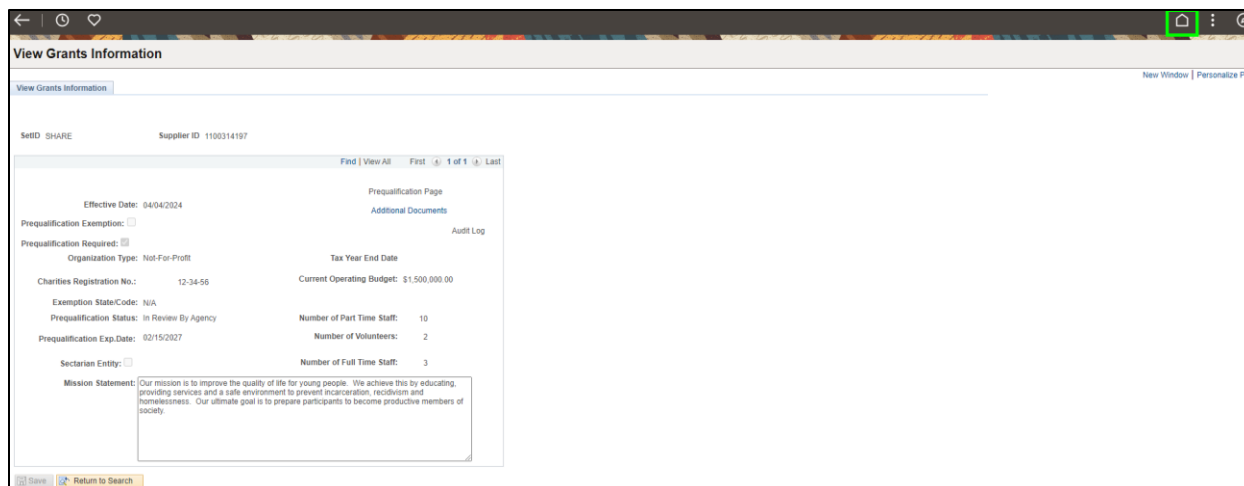 View Grants Information
New Window | Personalize P
View Grants Information
SetID SHARE Supplier ID 1100314197
Find | View All First 1 of 1 Last
Prequalification Page
Effective Date: 04/04/2024
Additional Documents
Prequalification Exemption:
Audit Log
Prequalification Required:
Organization Type: Not-For-Profit Tax Year End Date
Charities Registration No.: 12-34-56 Current Operating Budget: $1,500,000.00
Exemption State/Code: N/A
Prequalification Status: In Review By Agency Number of Part Time Staff: 10
Prequalification Exp.Date: 02/15/2027 Number of Volunteers: 2
Sectarian Entity: Number of Full Time Staff: 3
Mission Statement: Our mission is to improve the quality of life for young people. We achieve this by educating,
providing services and a safe environment to prevent incarceration, recidivism and
homelessness. Our ultimate goal is to prepare participants to become productive members of
society.
Save Return to Search